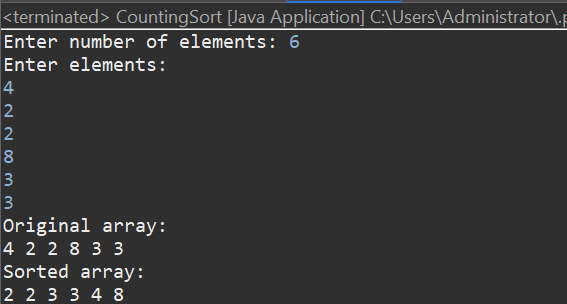 <terminated> CountingSort [Java Application] C:\Users\Administrator\.p
Enter number of elements: 6
Enter elements:
4
2
2
8
3
3
Original array:
4 2 2 8 3 3
Sorted array:
2 2 3 3 4 8